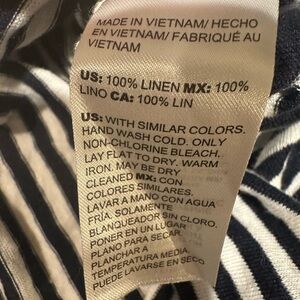 MADE IN VIETNAM/ HECHO
EN VIETNAM/ FABRIQUÉ AU
VIETNAM
US: 100% LINEN MX: 100%
LINO CA: 100% LIN
US: WITH SIMILAR COLORS.
HAND WASH COLD. ONLY
NON-CHLORINE BLEACH.
LAY FLAT TO DRY. WARM
IRON. MAY BE DRY
CLEANED MX: CON
COLORES SIMILARES.
LAVAR A MANO CON AGUA
FRÍA. SOLAMENTE
BLANQUEADOR SIN CLORO.
PONER EN UN LUGAR
PLANO PARA SECAR.
PLANCHAR A
TEMPERATURA MEDIA.
PUEDE LAVARSE EN SECO